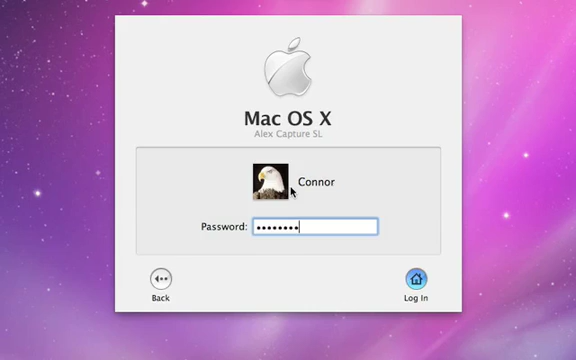 Mac OS X
Alex Capture SL
Connor
Password: ••••••••
Back
Log In